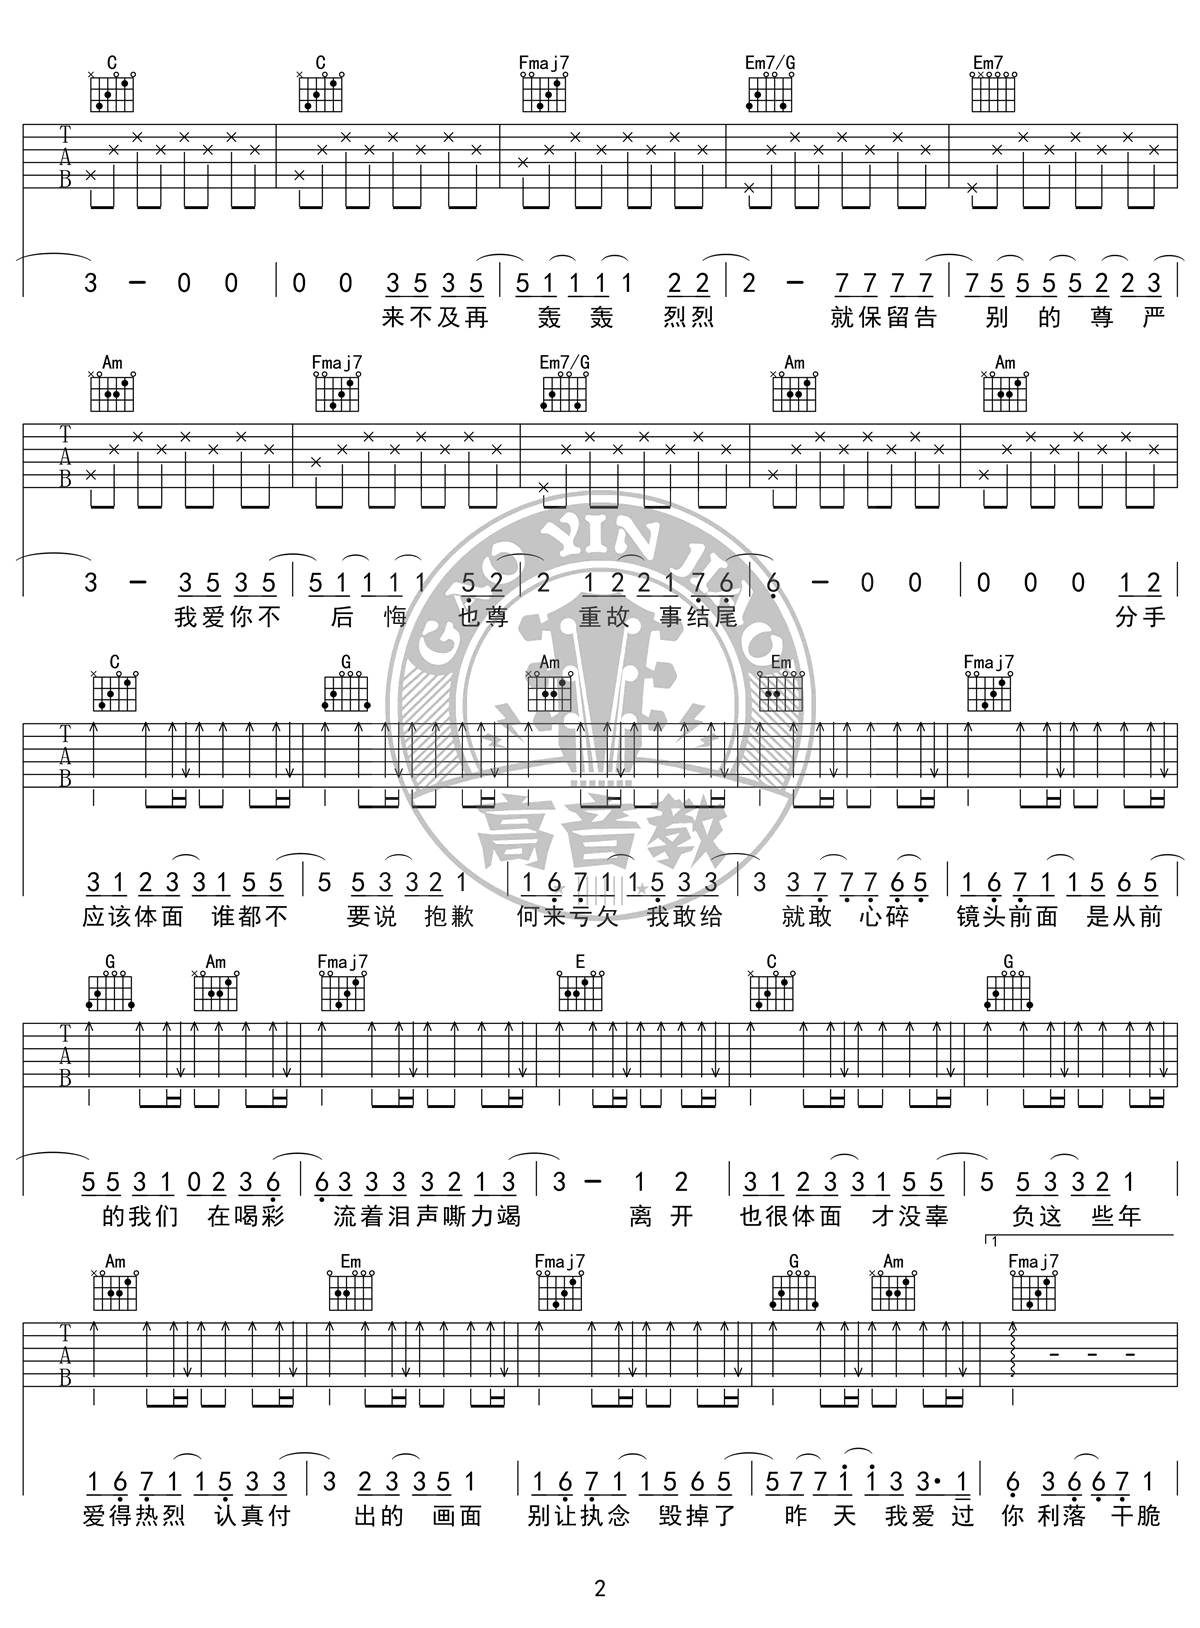 C C Fmaj7 Em7/G Em7
T A B
3 — 0 0 | 0 0 3 5 3 5 | 5 1 1 1 1 2 2 | 2 — 7 7 7 7 | 7 5 5 5 5 2 2 3
来不及再 轰 轰 烈烈 就保留告 别 的 尊 严
Am Fmaj7 Em7/G Am Am
T A B
3 — 3 5 3 5 | 5 1 1 1 1 5 2 | 2 1 2 2 1 7 6 | 6 — 0 0 | 0 0 0 1 2
我爱你不 后 悔 也尊 重故 事结尾 分手
GAO YIN JIAO
C G Am Em Fmaj7
T A B
高音教
3 1 2 3 3 1 5 5 | 5 5 3 3 2 1 | 1 6 7 1 1 5 3 3 | 3 3 7 7 7 6 5 | 1 6 7 1 1 5 6 5
应该体面 谁都不 要说 抱歉 何来亏欠 我敢给 就敢 心碎 镜头前面 是从前
G Am Fmaj7 E C G
T A B
5 5 3 1 0 2 3 6 | 6 3 3 3 3 2 1 3 | 3 — 1 2 | 3 1 2 3 3 1 5 5 | 5 5 3 3 2 1
的我们 在喝彩 流着泪声嘶力竭 离开 也很体面 才没辜 负这 些年
1.
Am Em Fmaj7 G Am Fmaj7
T A B
1 6 7 1 1 5 3 3 | 3 2 3 3 5 1 | 1 6 7 1 1 5 6 5 | 5 7 7 1 1 3 3· 1 | 6 3 6 6 7 1
爱得热烈 认真付 出的 画面 别让执念 毁掉了 昨 天 我爱 过 你 利落 干脆
2